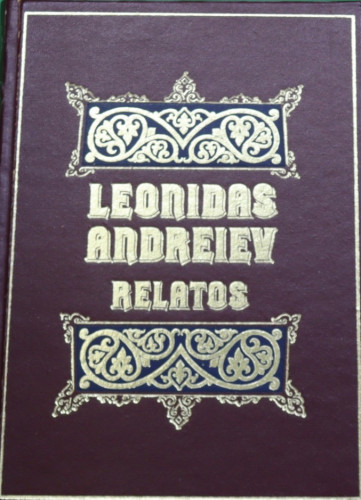 LEONIDAS
ANDREIEV
RELATOS